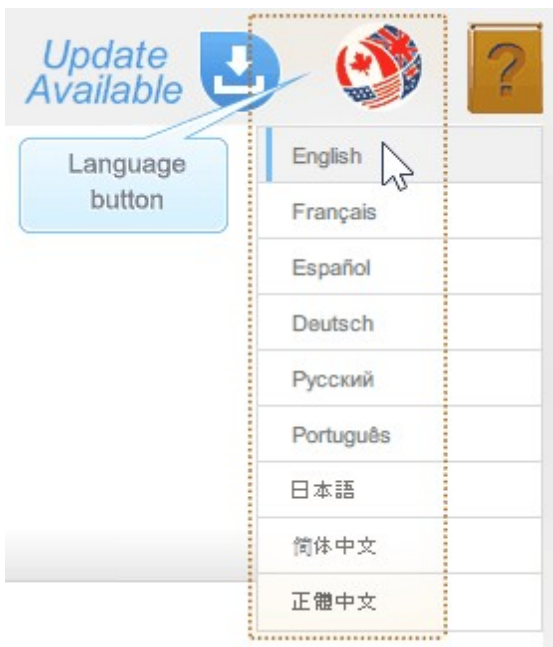 Update
Available
?
Language
button
English
Français
Español
Deutsch
Русский
Português
日本語
简体中文
正體中文